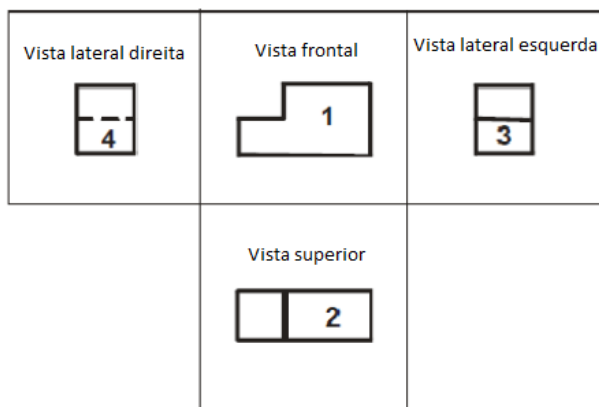 Vista lateral direita
Vista frontal
Vista lateral esquerda
4
1
3
Vista superior
2